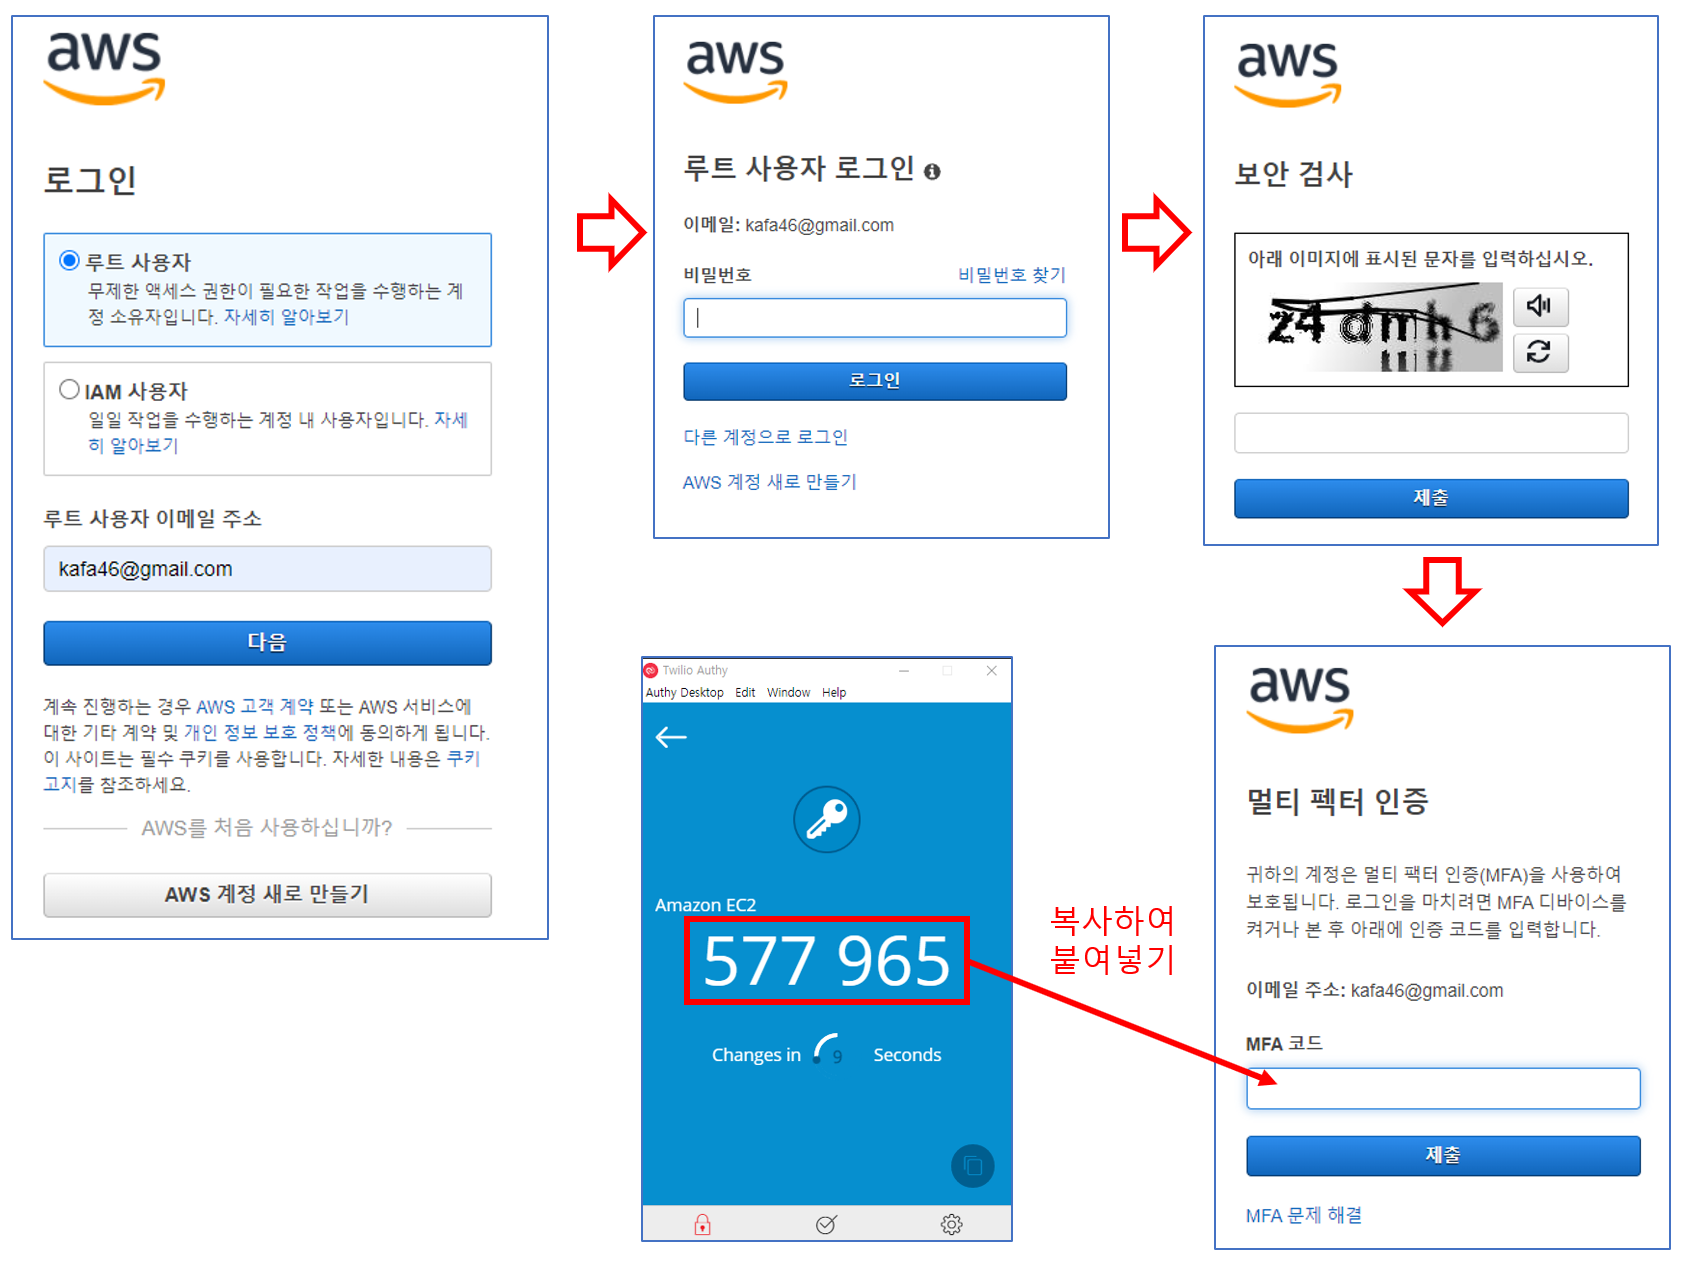 aws
로그인
루트 사용자
무제한 액세스 권한이 필요한 작업을 수행하는 계
정 소유자입니다. 자세히 알아보기
IAM 사용자
일일 작업을 수행하는 계정 내 사용자입니다. 자세
히 알아보기
루트 사용자 이메일 주소
kafa46@gmail.com
다음
계속 진행하는 경우 AWS 고객 계약 또는 AWS 서비스에
대한 기타 계약 및 개인 정보 보호 정책에 동의하게 됩니다.
이 사이트는 필수 쿠키를 사용합니다. 자세한 내용은 쿠키
고지를 참조하세요.
AWS를 처음 사용하십니까?
AWS 계정 새로 만들기
aws
루트 사용자 로그인
이메일: kafa46@gmail.com
비밀번호 비밀번호 찾기
로그인
다른 계정으로 로그인
AWS 계정 새로 만들기
aws
보안 검사
아래 이미지에 표시된 문자를 입력하십시오.
z4dmh6
제출
Twilio Authy
Authy Desktop Edit Window Help
Amazon EC2
577 965
Changes in 9 Seconds
복사하여
붙여넣기
aws
멀티 펙터 인증
귀하의 계정은 멀티 팩터 인증(MFA)을 사용하여
보호됩니다. 로그인을 마치려면 MFA 디바이스를
켜거나 본 후 아래에 인증 코드를 입력합니다.
이메일 주소: kafa46@gmail.com
MFA 코드
제출
MFA 문제 해결